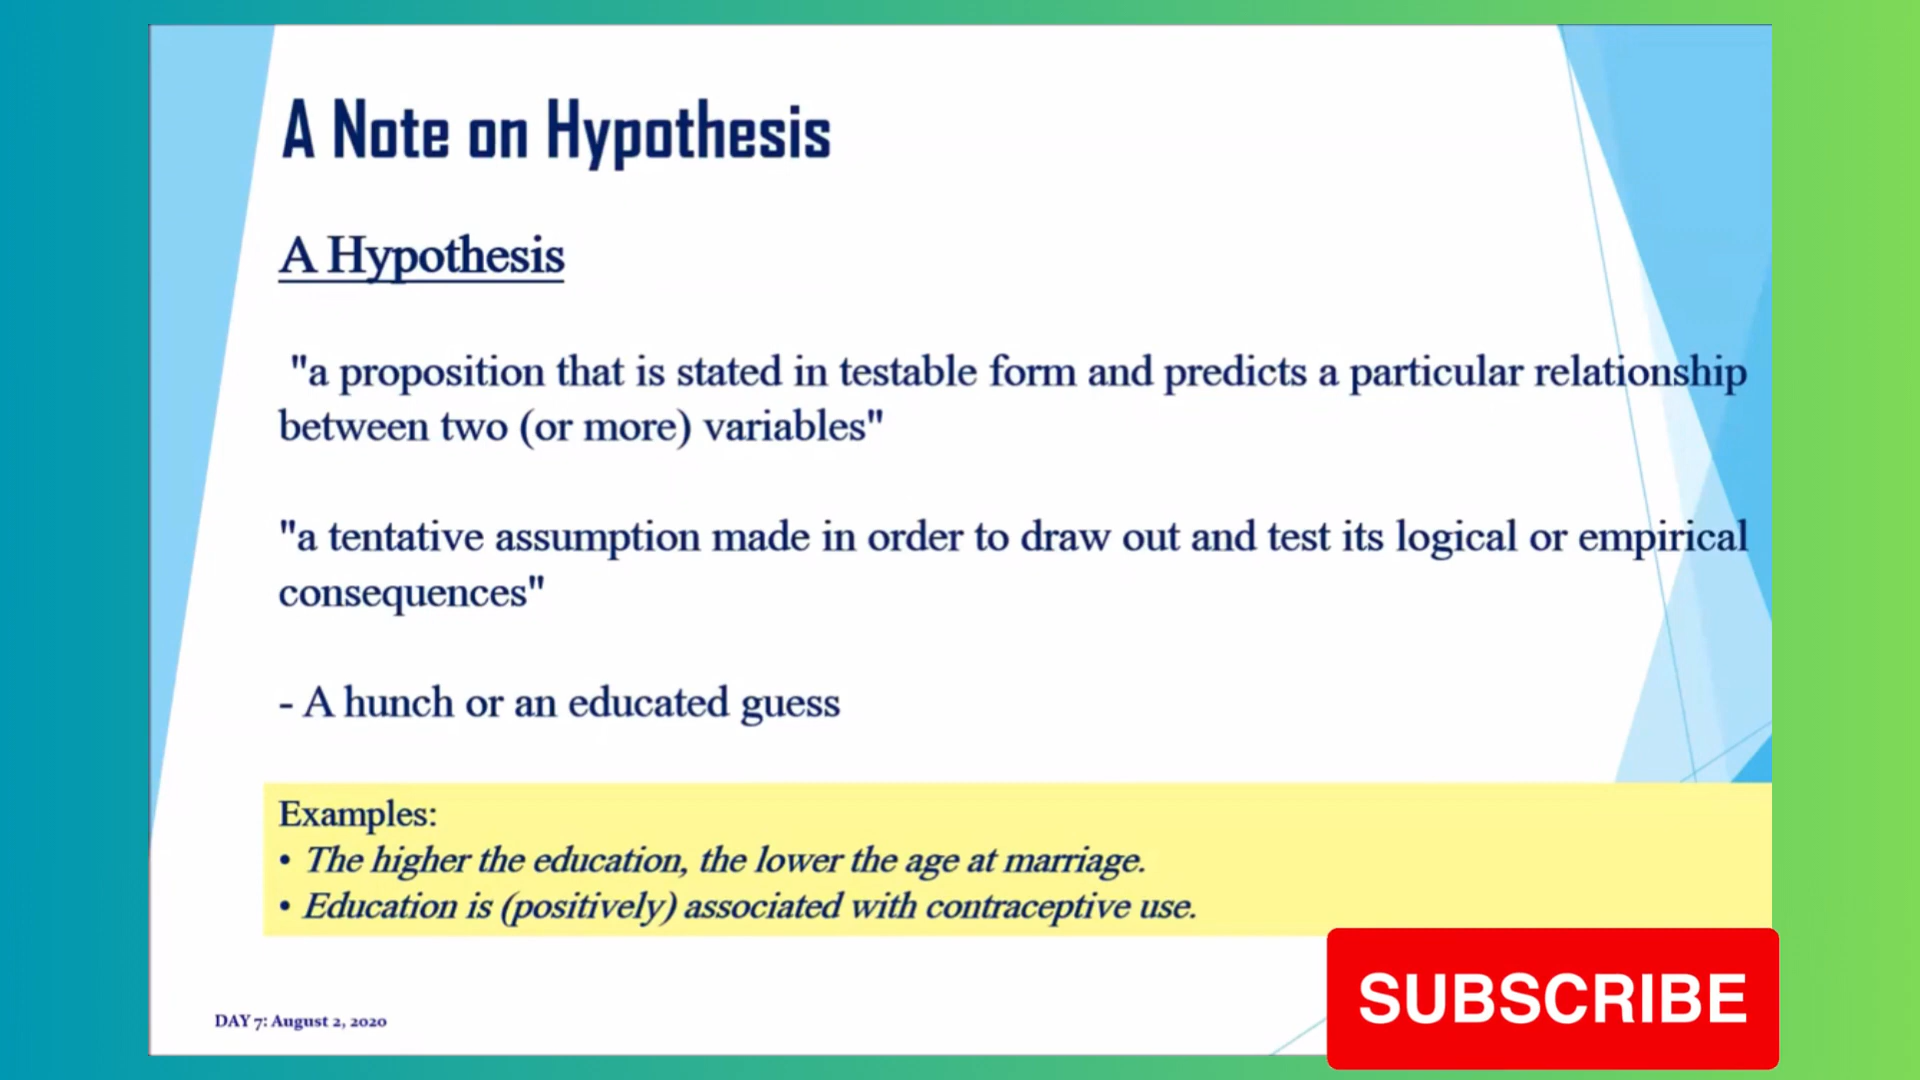 A Note on Hypothesis
A Hypothesis
"a proposition that is stated in testable form and predicts a particular relationship
between two (or more) variables"
"a tentative assumption made in order to draw out and test its logical or empirical
consequences"
- A hunch or an educated guess
Examples:
• The higher the education, the lower the age at marriage.
• Education is (positively) associated with contraceptive use.
DAY 7: August 2, 2020
SUBSCRIBE